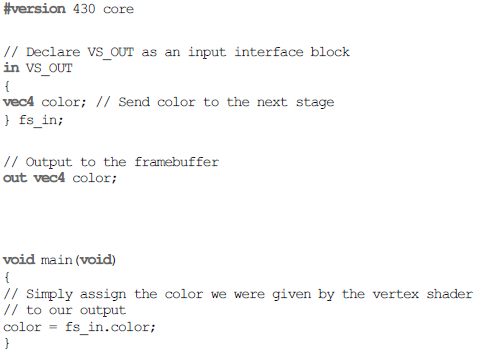 #version 430 core
// Declare VS_OUT as an input interface block
in VS_OUT
{
vec4 color; // Send color to the next stage
} fs_in;
// Output to the framebuffer
out vec4 color;
void main(void)
{
// Simply assign the color we were given by the vertex shader
// to our output
color = fs_in.color;
}